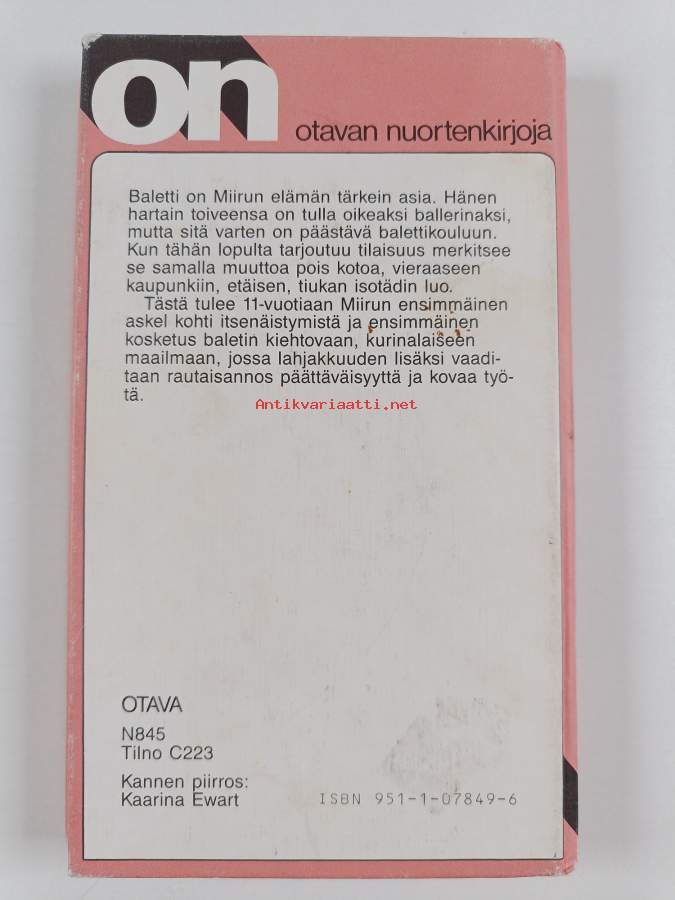 on
otavan nuortenkirjoja
Baletti on Miirun elämän tärkein asia. Hänen
hartain toiveensa on tulla oikeaksi ballerinaksi,
mutta sitä varten on päästävä balettikouluun.
Kun tähän lopulta tarjoutuu tilaisuus merkitsee
se samalla muuttoa pois kotoa, vieraaseen
kaupunkiin, etäisen, tiukan isotädin luo.
Tästä tulee 11-vuotiaan Miirun ensimmäinen
askel kohti itsenäistymistä ja ensimmäinen
kosketus baletin kiehtovaan, kurinalaiseen
maailmaan, jossa lahjakkuuden lisäksi vaadi-
taan rautaisannos päättäväisyyttä ja kovaa työ-
tä.
Antikvariaatti.net
OTAVA
N845
Tilno C223
Kannen piirros:
Kaarina Ewart
ISBN 951-1-07849-6